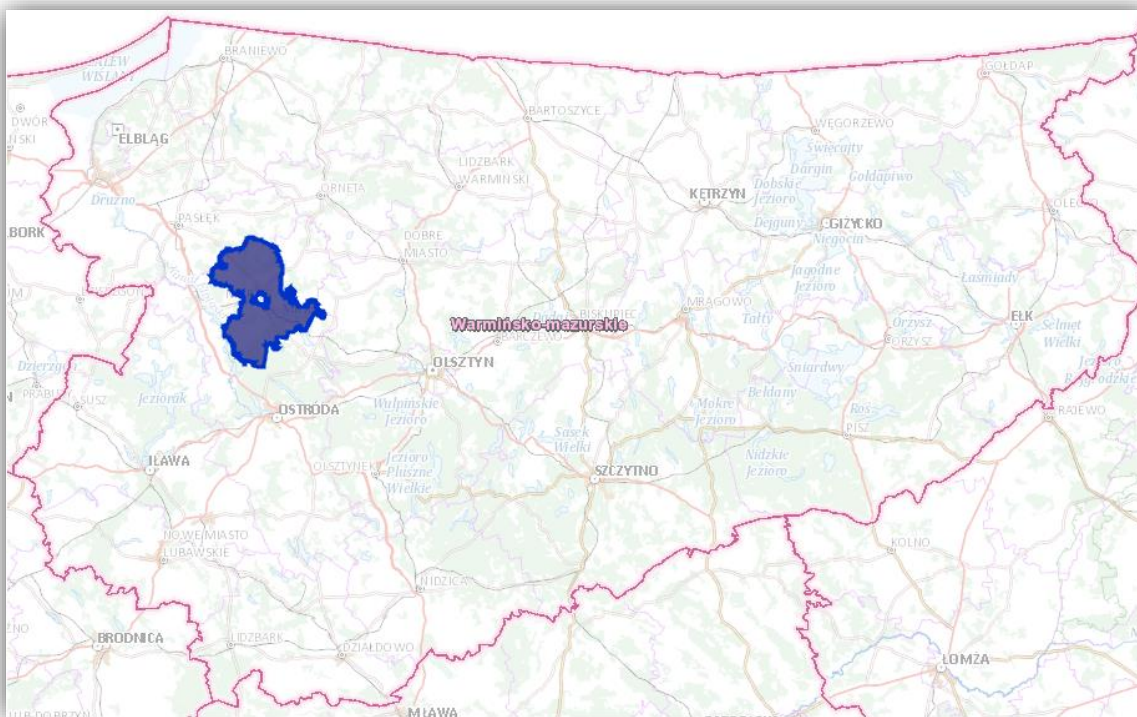 ZALEW
WIŚLANY
BRANIEWO
GOŁDAP
BARTOSZYCE
WĘGORZEWO
ELBLĄG
Święcajty
Dargin
Gołdapiwo
LIDZBARK
WARMIŃSKI
ORNETA
KĘTRZYN
Dobskie
Jezioro
Dejguny
GIŻYCKO
Niegocin
Druzno
PASŁĘK
BORK
DOBRE
MIASTO
Jagodne
Jezioro
Łaśmiady
MRĄGOWO
BISKUPIEC
Warmińsko-mazurskie
BARCZEWO
Tałty
EŁK
Selmęt
Wielki
Orzysz
ORZYSZ
OLSZTYN
Śniardwy
Dzierzgoń
SUSZ
Jeziorak
OSTRÓDA
Wulpińskie
Jezioro
Mokre
Jezioro
Bełdany
Roś
PISZ
GRAJEWO
Sasek
Wielki
IŁAWA
OLSZTYNEK
Jezioro
Pluszne
Wielkie
SZCZYTNO
Nidzkie
Jezioro
NOWE MIASTO
LUBAWSKIE
KOLNO
NIDZICA
BRODNICA
LIDZBARK
DZIAŁDOWO
ŁOMŻA
MŁAWA